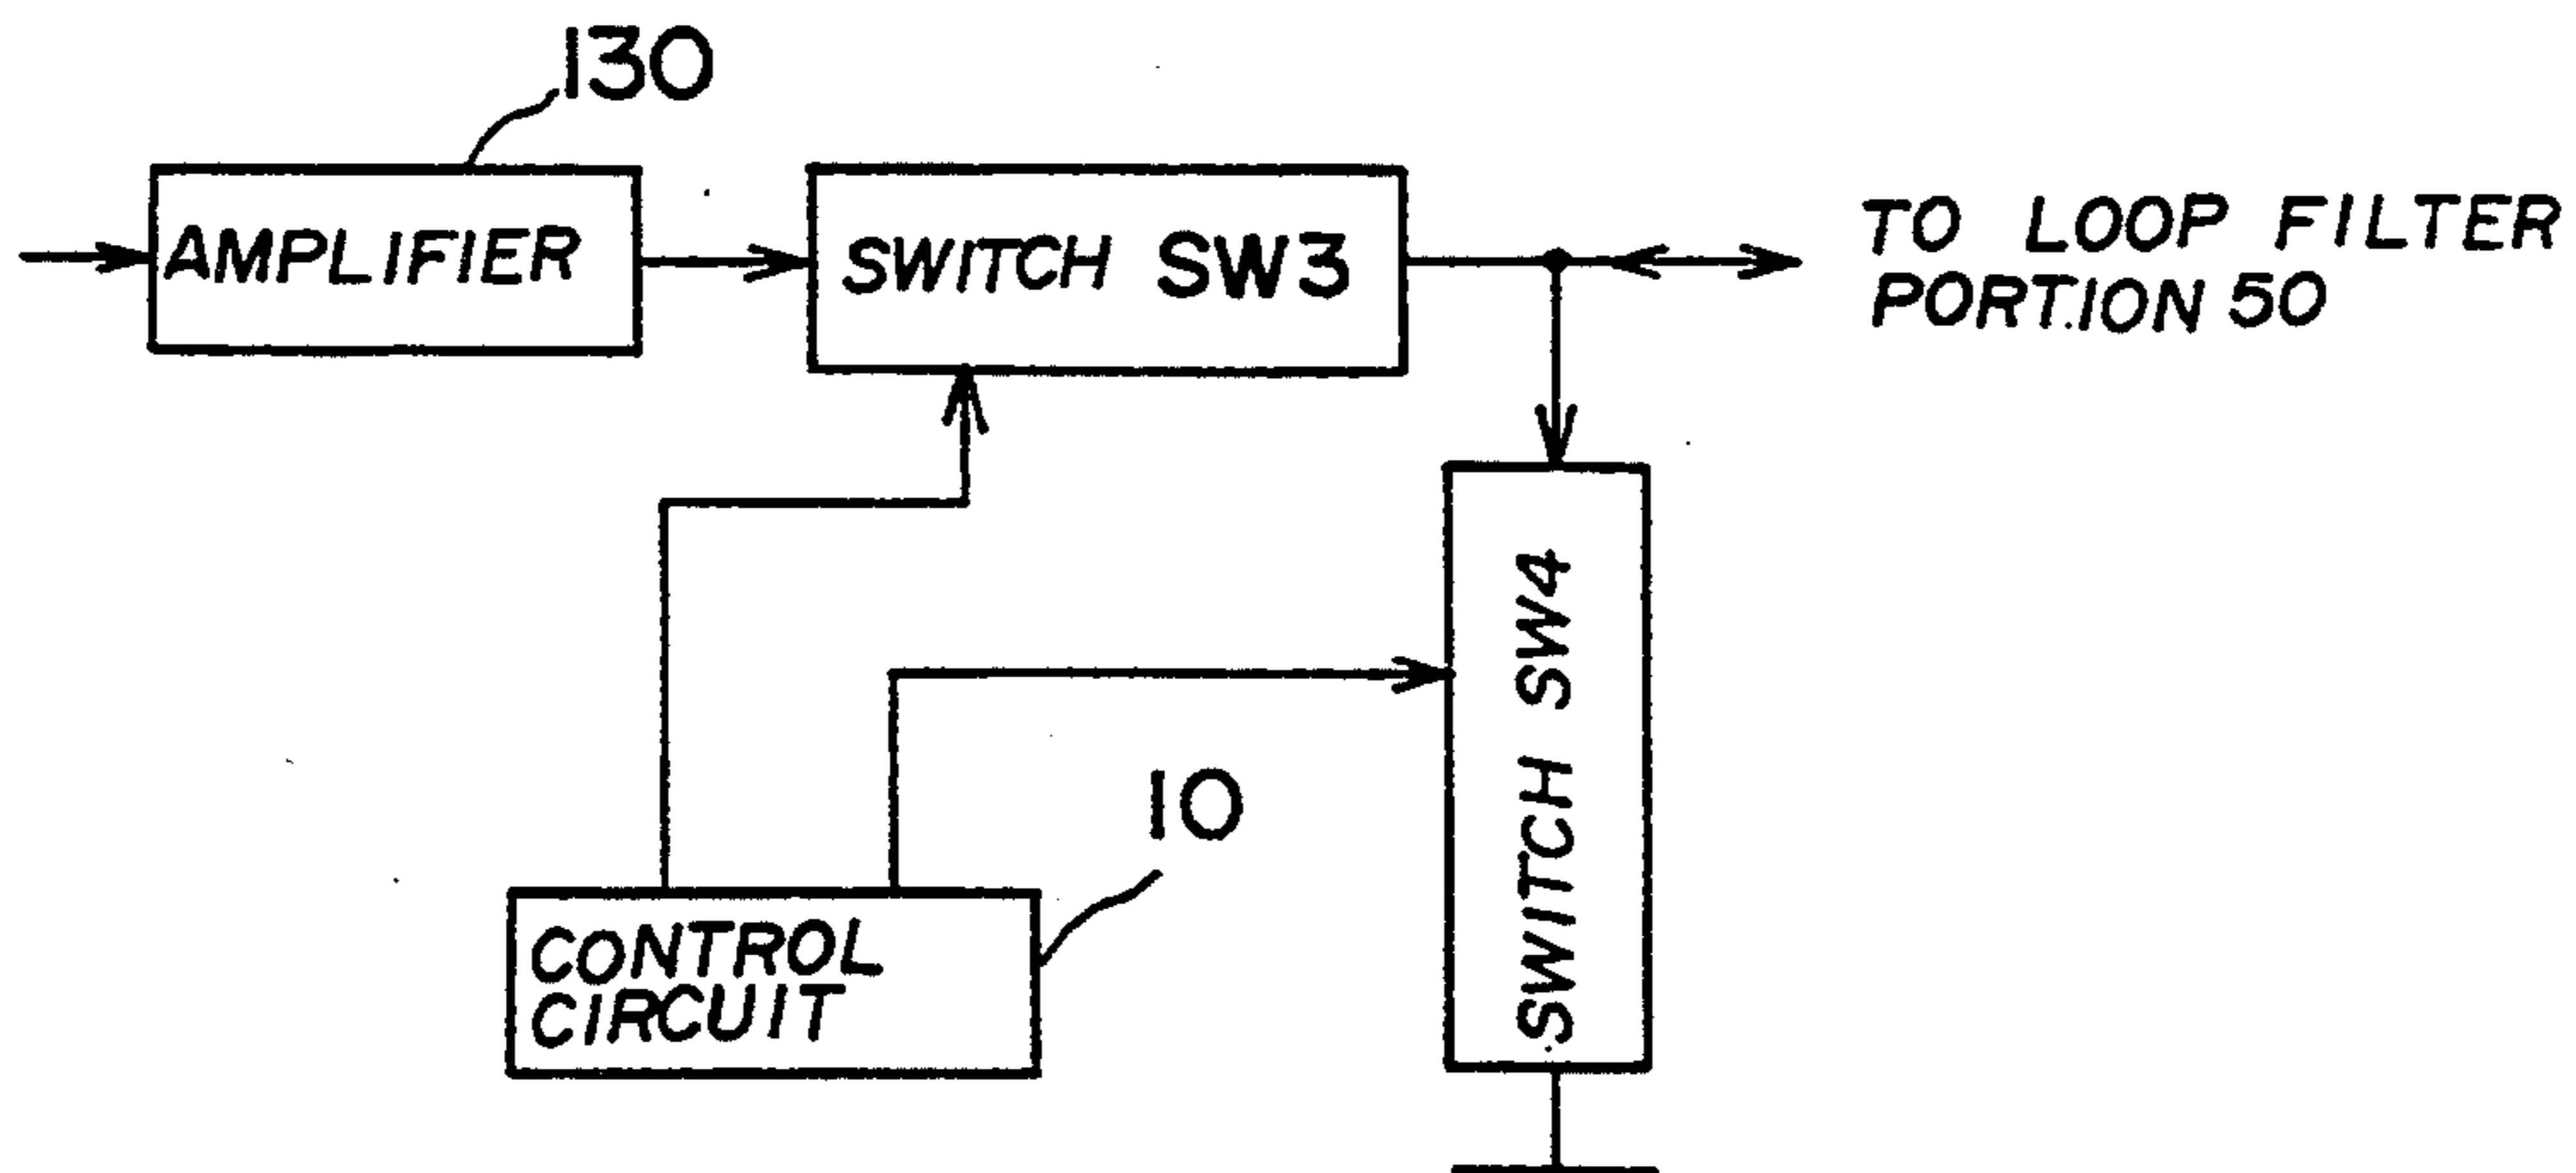 130
AMPLIFIER
SWITCH SW3
TO LOOP FILTER
PORTION 50
SWITCH SW4
10
CONTROL
CIRCUIT